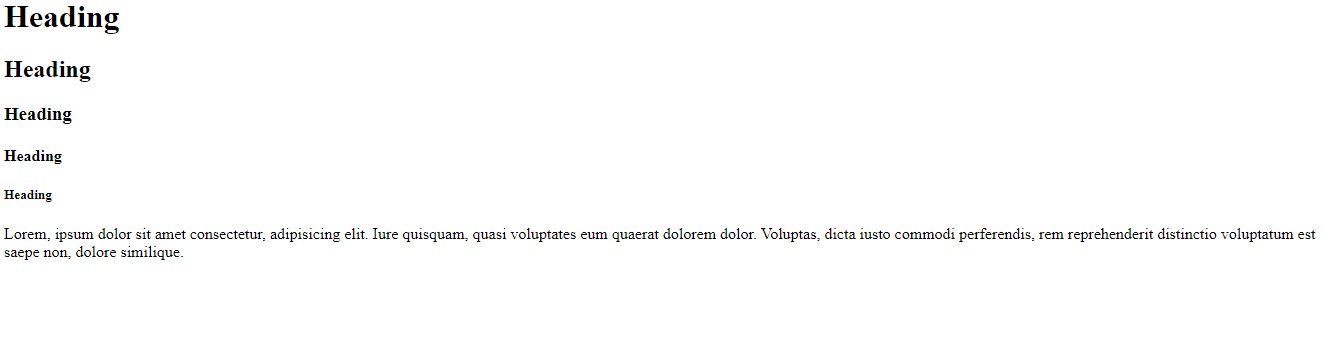 Heading
Heading
Heading
Heading
Heading
Lorem, ipsum dolor sit amet consectetur, adipisicing elit. Iure quisquam, quasi voluptates eum quaerat dolorem dolor. Voluptas, dicta iusto commodi perferendis, rem reprehenderit distinctio voluptatum est
saepe non, dolore similique.